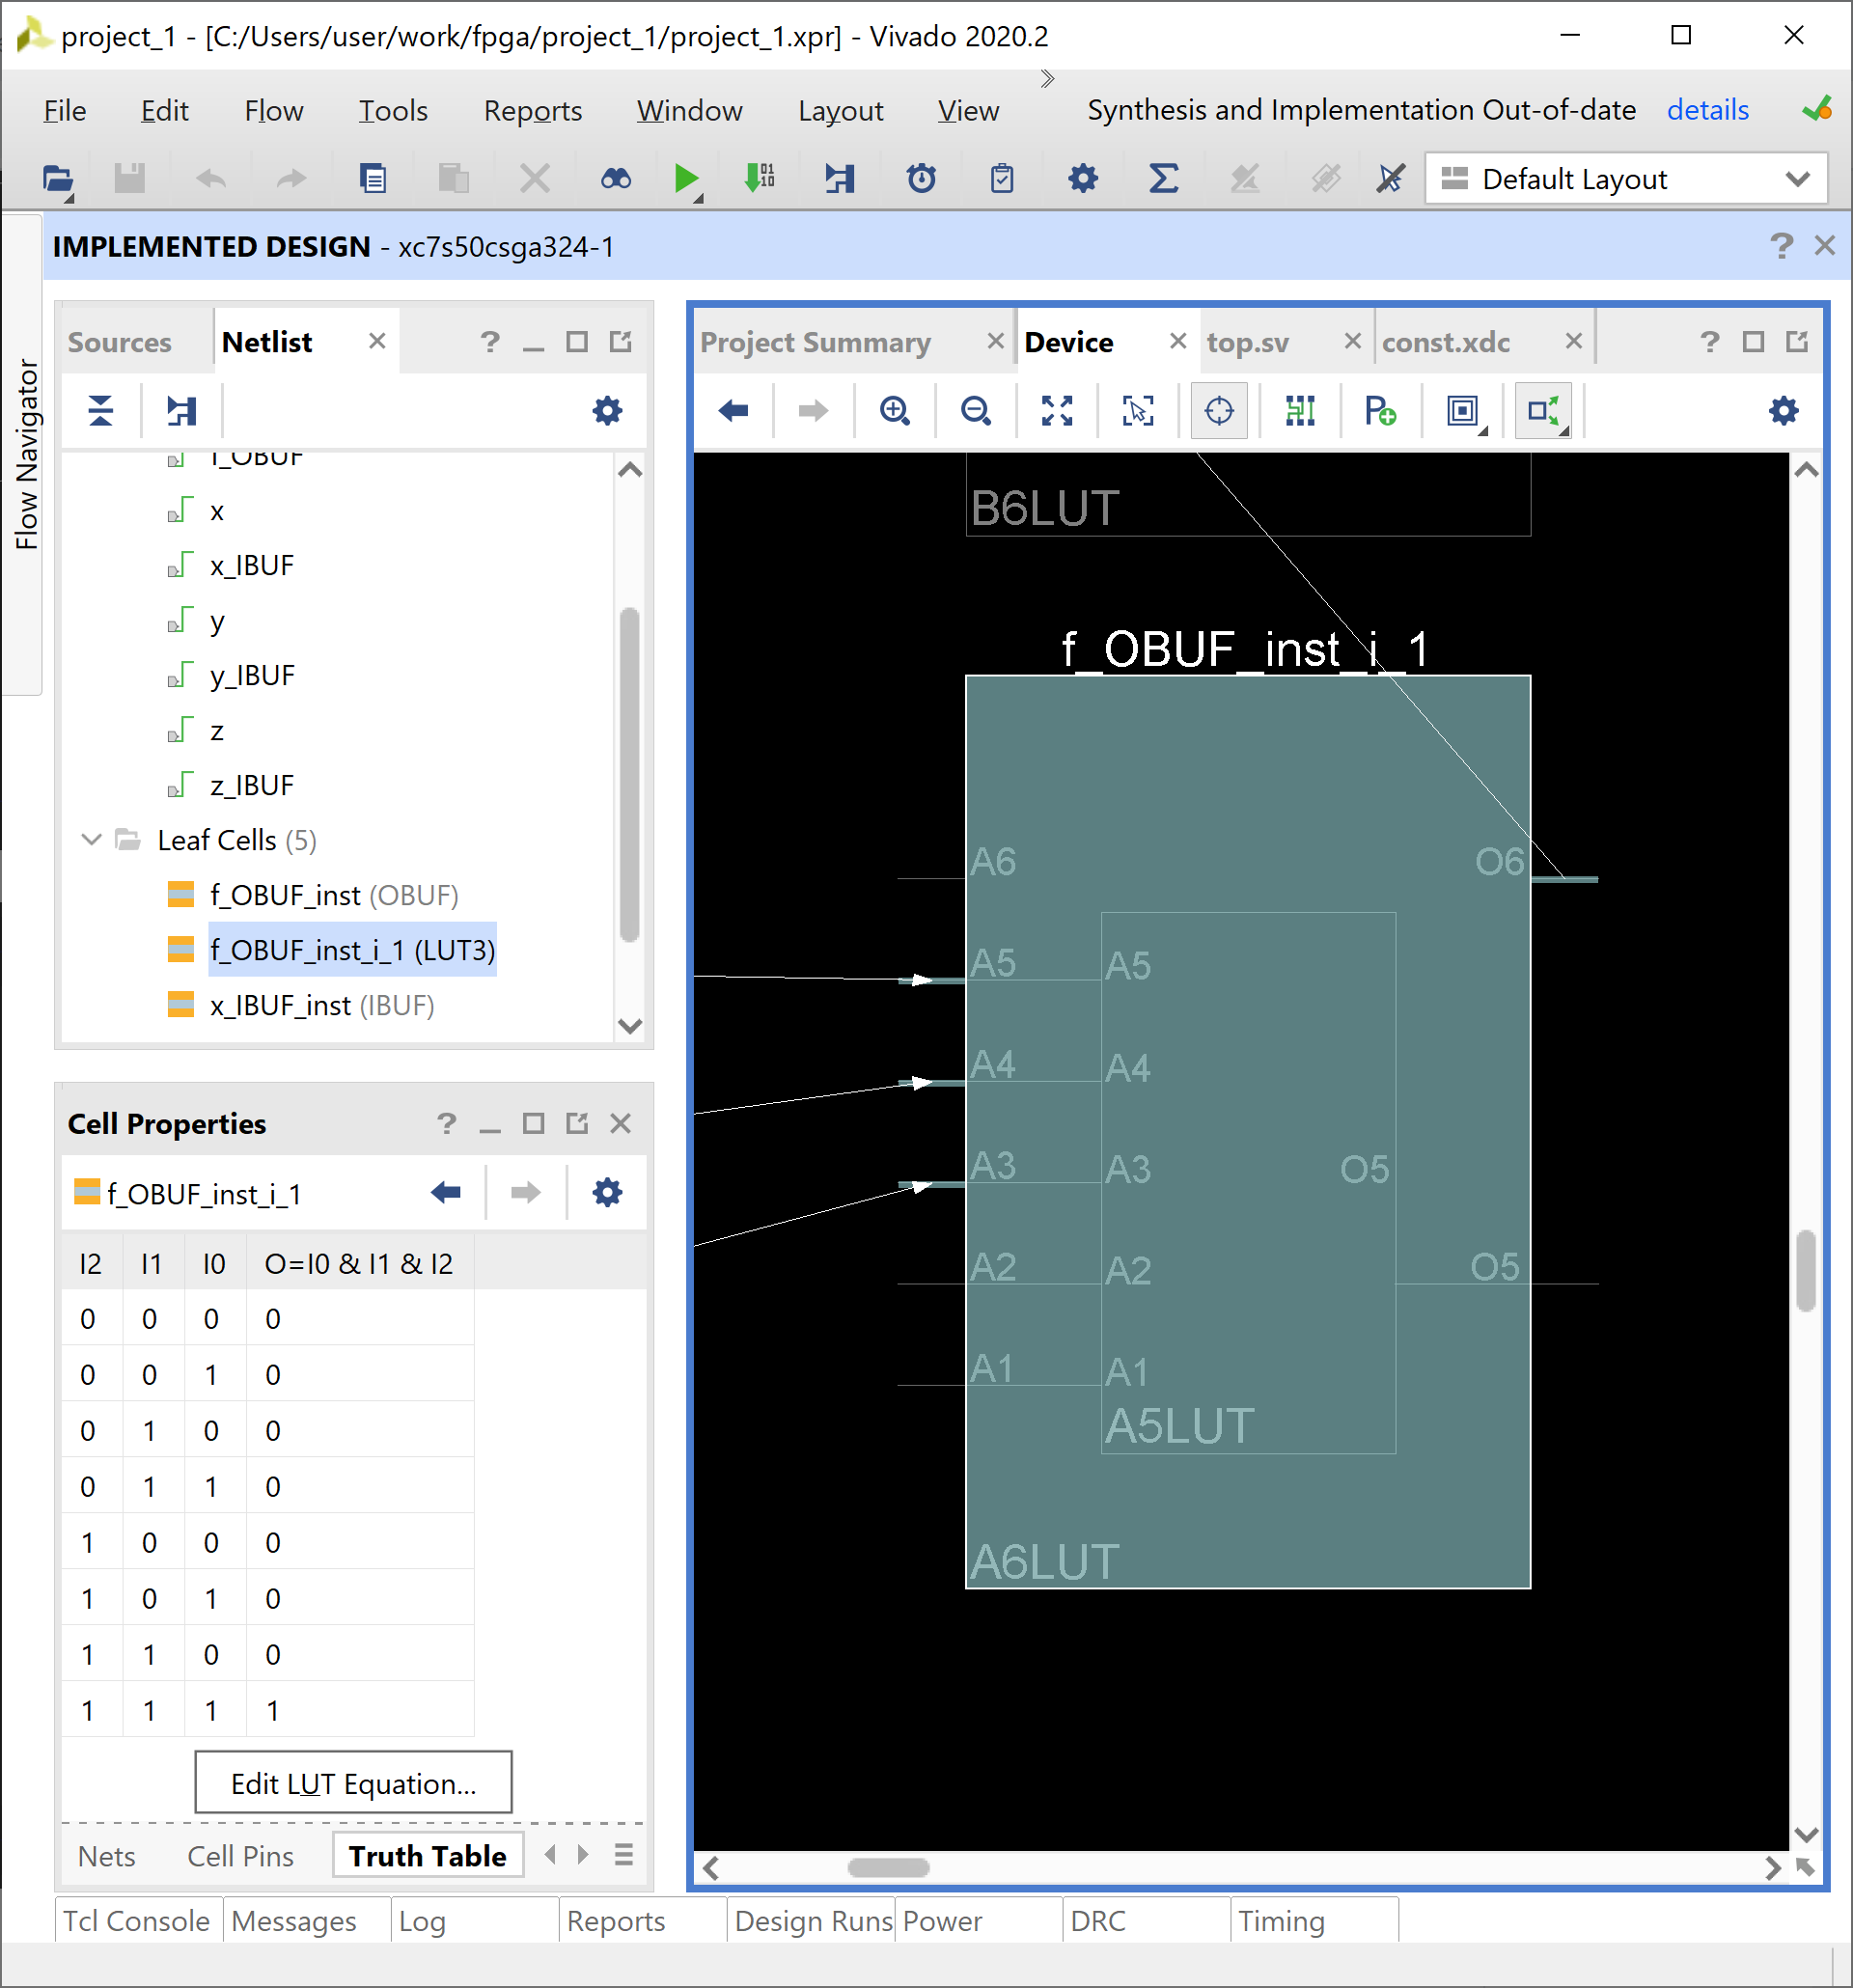 project_1 - [C:/Users/user/work/fpga/project_1/project_1.xpr] - Vivado 2020.2
File Edit Flow Tools Reports Window Layout View Synthesis and Implementation Out-of-date details
Default Layout
IMPLEMENTED DESIGN - xc7s50csga324-1
Flow Navigator
Sources Netlist
x
x_IBUF
y
y_IBUF
z
z_IBUF
Leaf Cells (5)
f_OBUF_inst (OBUF)
f_OBUF_inst_i_1 (LUT3)
x_IBUF_inst (IBUF)
Cell Properties
f_OBUF_inst_i_1
I2 I1 I0 O=I0 & I1 & I2
0 0 0 0
0 0 1 0
0 1 0 0
0 1 1 0
1 0 0 0
1 0 1 0
1 1 0 0
1 1 1 1
Edit LUT Equation...
Nets Cell Pins Truth Table
Project Summary Device top.sv const.xdc
B6LUT
f_OBUF_inst_i_1
A6 O6
A5 A5
A4 A4
A3 A3 O5
A2 A2 O5
A1 A1
A5LUT
A6LUT
Tcl Console Messages Log Reports Design Runs Power DRC Timing